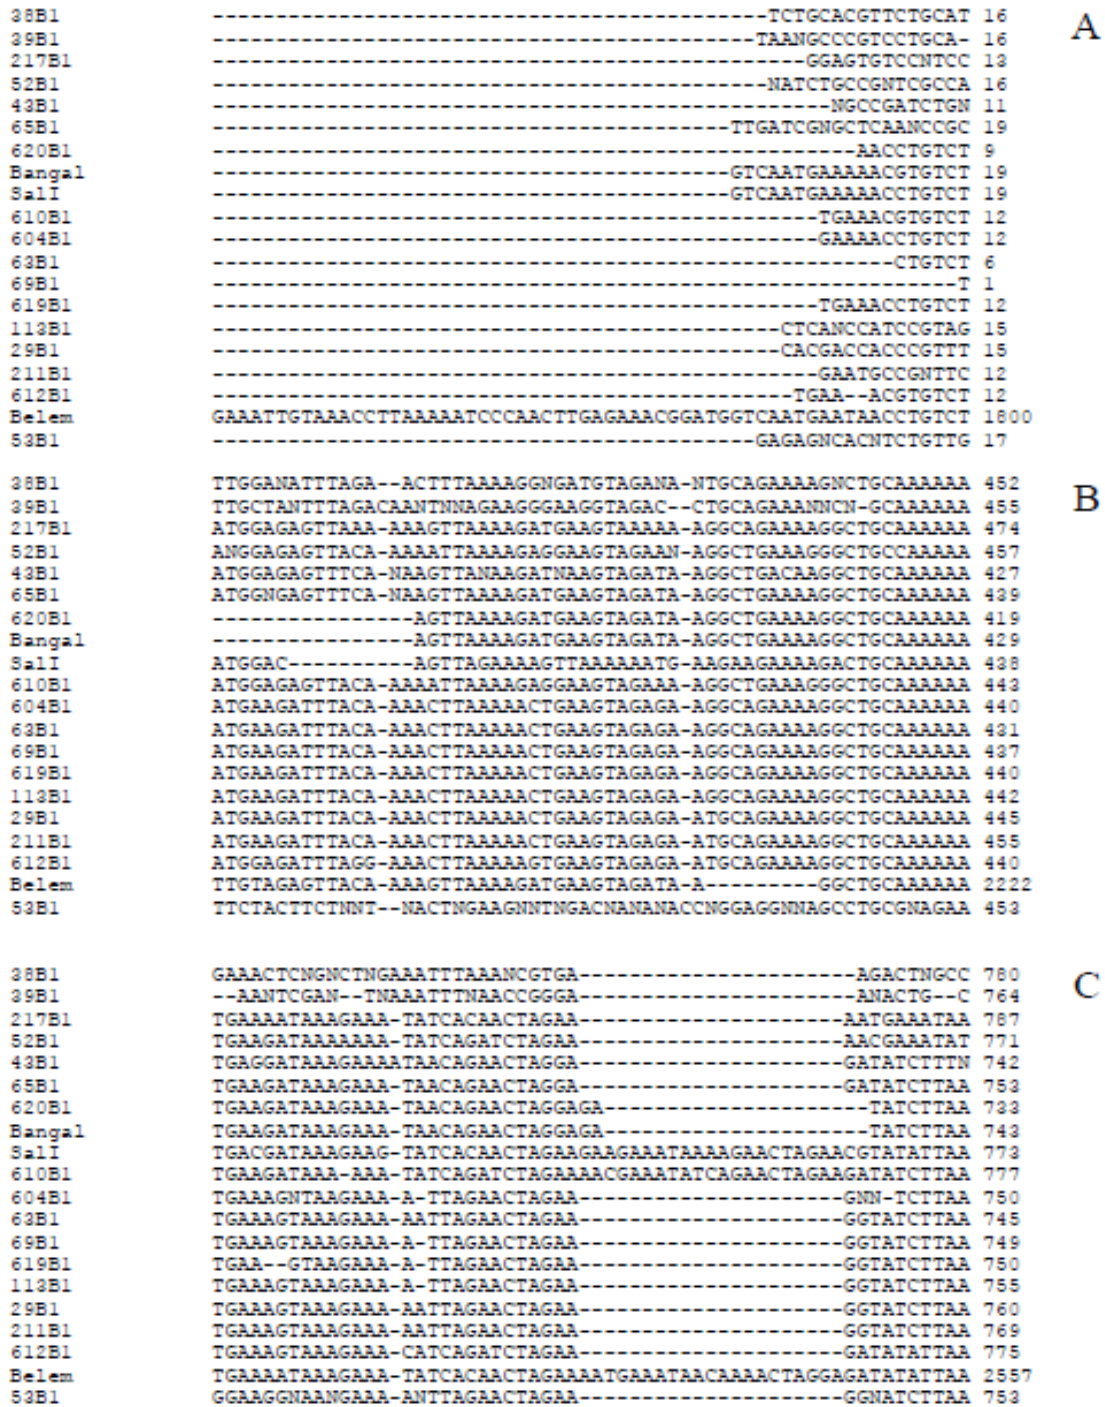 38B1 --------------------------------------------TCTGCACGTTCTGCAT 16 A
39B1 -------------------------------------------TAANGCCCGTCCTGCA- 16
217B1 -----------------------------------------------GGAGTGTCCNTCC 13
52B1 --------------------------------------------NATCTGCCGNTCGCCA 16
43B1 -------------------------------------------------NGCCGATCTGN 11
65B1 -----------------------------------------TTGATCGNGCTCAANCCGC 19
620B1 ---------------------------------------------------AACCTGTCT 9
Bangal -----------------------------------------GTCAATGAAAAACGTGTCT 19
SalI -----------------------------------------GTCAATGAAAAACCTGTCT 19
610B1 ------------------------------------------------TGAAACGTGTCT 12
604B1 ------------------------------------------------GAAAACCTGTCT 12
63B1 ------------------------------------------------------CTGTCT 6
69B1 -----------------------------------------------------------T 1
619B1 ------------------------------------------------TGAAACCTGTCT 12
113B1 ---------------------------------------------CTCANCCATCCGTAG 15
29B1 ---------------------------------------------CACGACCACCCGTTT 15
211B1 ------------------------------------------------GAATGCCGNTTC 12
612B1 ----------------------------------------------TGAA--ACGTGTCT 12
Belem GAAATTGTAAACCTTAAAAATCCCAACTTGAGAAACGGATGGTCAATGAATAACCTGTCT 1800
53B1 -------------------------------------------GAGAGNCACNTCTGTTG 17
38B1 TTGGANATTTAGA--ACTTTAAAAGGNGATGTAGANA-NTGCAGAAAAGNCTGCAAAAAA 452 B
39B1 TTGCTANTTTAGACAANTNNAGAAGGGAAGGTAGAC--CTGCAGAAANNCN-GCAAAAAA 455
217B1 ATGGAGAGTTAAA-AAAGTTAAAAGATGAAGTAAAAA-AGGCAGAAAAGGCTGCAAAAAA 474
52B1 ANGGAGAGTTACA-AAAATTAAAAGAGGAAGTAGAAN-AGGCTGAAAGGGCTGCCAAAAA 457
43B1 ATGGAGAGTTTCA-NAAGTTANAAGATNAAGTAGATA-AGGCTGACAAGGCTGCAAAAAA 427
65B1 ATGGNGAGTTTCA-NAAGTTAAAAGATGAAGTAGATA-AGGCTGAAAAGGCTGCAAAAAA 439
620B1 ----------------AGTTAAAAGATGAAGTAGATA-AGGCTGAAAAGGCTGCAAAAAA 419
Bangal ----------------AGTTAAAAGATGAAGTAGATA-AGGCTGAAAAGGCTGCAAAAAA 429
SalI ATGGAC----------AGTTAGAAAAGTTAAAAAATG-AAGAAGAAAAGACTGCAAAAAA 438
610B1 ATGGAGAGTTACA-AAAATTAAAAGAGGAAGTAGAAA-AGGCTGAAAGGGCTGCAAAAAA 443
604B1 ATGAAGATTTACA-AAACTTAAAAACTGAAGTAGAGA-AGGCAGAAAAGGCTGCAAAAAA 440
63B1 ATGAAGATTTACA-AAACTTAAAAACTGAAGTAGAGA-AGGCAGAAAAGGCTGCAAAAAA 431
69B1 ATGAAGATTTACA-AAACTTAAAAACTGAAGTAGAGA-AGGCAGAAAAGGCTGCAAAAAA 437
619B1 ATGAAGATTTACA-AAACTTAAAAACTGAAGTAGAGA-AGGCAGAAAAGGCTGCAAAAAA 440
113B1 ATGAAGATTTACA-AAACTTAAAAACTGAAGTAGAGA-AGGCAGAAAAGGCTGCAAAAAA 442
29B1 ATGAAGATTTACA-AAACTTAAAAACTGAAGTAGAGA-ATGCAGAAAAGGCTGCAAAAAA 445
211B1 ATGAAGATTTACA-AAACTTAAAAACTGAAGTAGAGA-ATGCAGAAAAGGCTGCAAAAAA 455
612B1 ATGGAGATTTAGG-AAACTTAAAAAGTGAAGTAGAGA-ATGCAGAAAAGGCTGCAAAAAA 440
Belem TTGTAGAGTTACA-AAAGTTAAAAGATGAAGTAGATA-A---------GGCTGCAAAAAA 2222
53B1 TTCTACTTCTNNT--NACTNGAAGNNTNGACNANANACCNGGAGGNNAGCCTGCGNAGAA 453
38B1 GAAACTCNGNCTNGAAATTTAAANCGTGA----------------------AGACTNGCC 780 C
39B1 --AANTCGAN--TNAAATTTNAACCGGGA----------------------ANACTG--C 764
217B1 TGAAAATAAAGAAA-TATCACAACTAGAA---------------------AATGAAATAA 787
52B1 TGAAGATAAAAAAA-TATCAGATCTAGAA---------------------AACGAAATAT 771
43B1 TGAGGATAAAGAAAATAACAGAACTAGGA---------------------GATATCTTTN 742
65B1 TGAAGATAAAGAAA-TAACAGAACTAGGA---------------------GATATCTTAA 753
620B1 TGAAGATAAAGAAA-TAACAGAACTAGGAGA---------------------TATCTTAA 733
Bangal TGAAGATAAAGAAA-TAACAGAACTAGGAGA---------------------TATCTTAA 743
SalI TGACGATAAAGAAG-TATCACAACTAGAAGAAGAAATAAAAGAACTAGAACGTATATTAA 773
610B1 TGAAGATAAA-AAA-TATCAGATCTAGAAAACGAAATATCAGAACTAGAAGATATCTTAA 777
604B1 TGAAAGNTAAGAAA-A-TTAGAACTAGAA---------------------GNN-TCTTAA 750
63B1 TGAAAGTAAAGAAA-AATTAGAACTAGAA---------------------GGTATCTTAA 745
69B1 TGAAAGTAAAGAAA-A-TTAGAACTAGAA---------------------GGTATCTTAA 749
619B1 TGAA--GTAAGAAA-A-TTAGAACTAGAA---------------------GGTATCTTAA 750
113B1 TGAAAGTAAAGAAA-A-TTAGAACTAGAA---------------------GGTATCTTAA 755
29B1 TGAAAGTAAAGAAA-AATTAGAACTAGAA---------------------GGTATCTTAA 760
211B1 TGAAAGTAAAGAAA-AATTAGAACTAGAA---------------------GGTATCTTAA 769
612B1 TGAAAGTAAAGAAA-CATCAGATCTAGAA---------------------GATATATTAA 775
Belem TGAAAATAAAGAAA-TATCACAACTAGAAAATGAAATAACAAAACTAGGAGATATATTAA 2557
53B1 GGAAGGNAANGAAA-ANTTAGAACTAGAA---------------------GGNATCTTAA 753